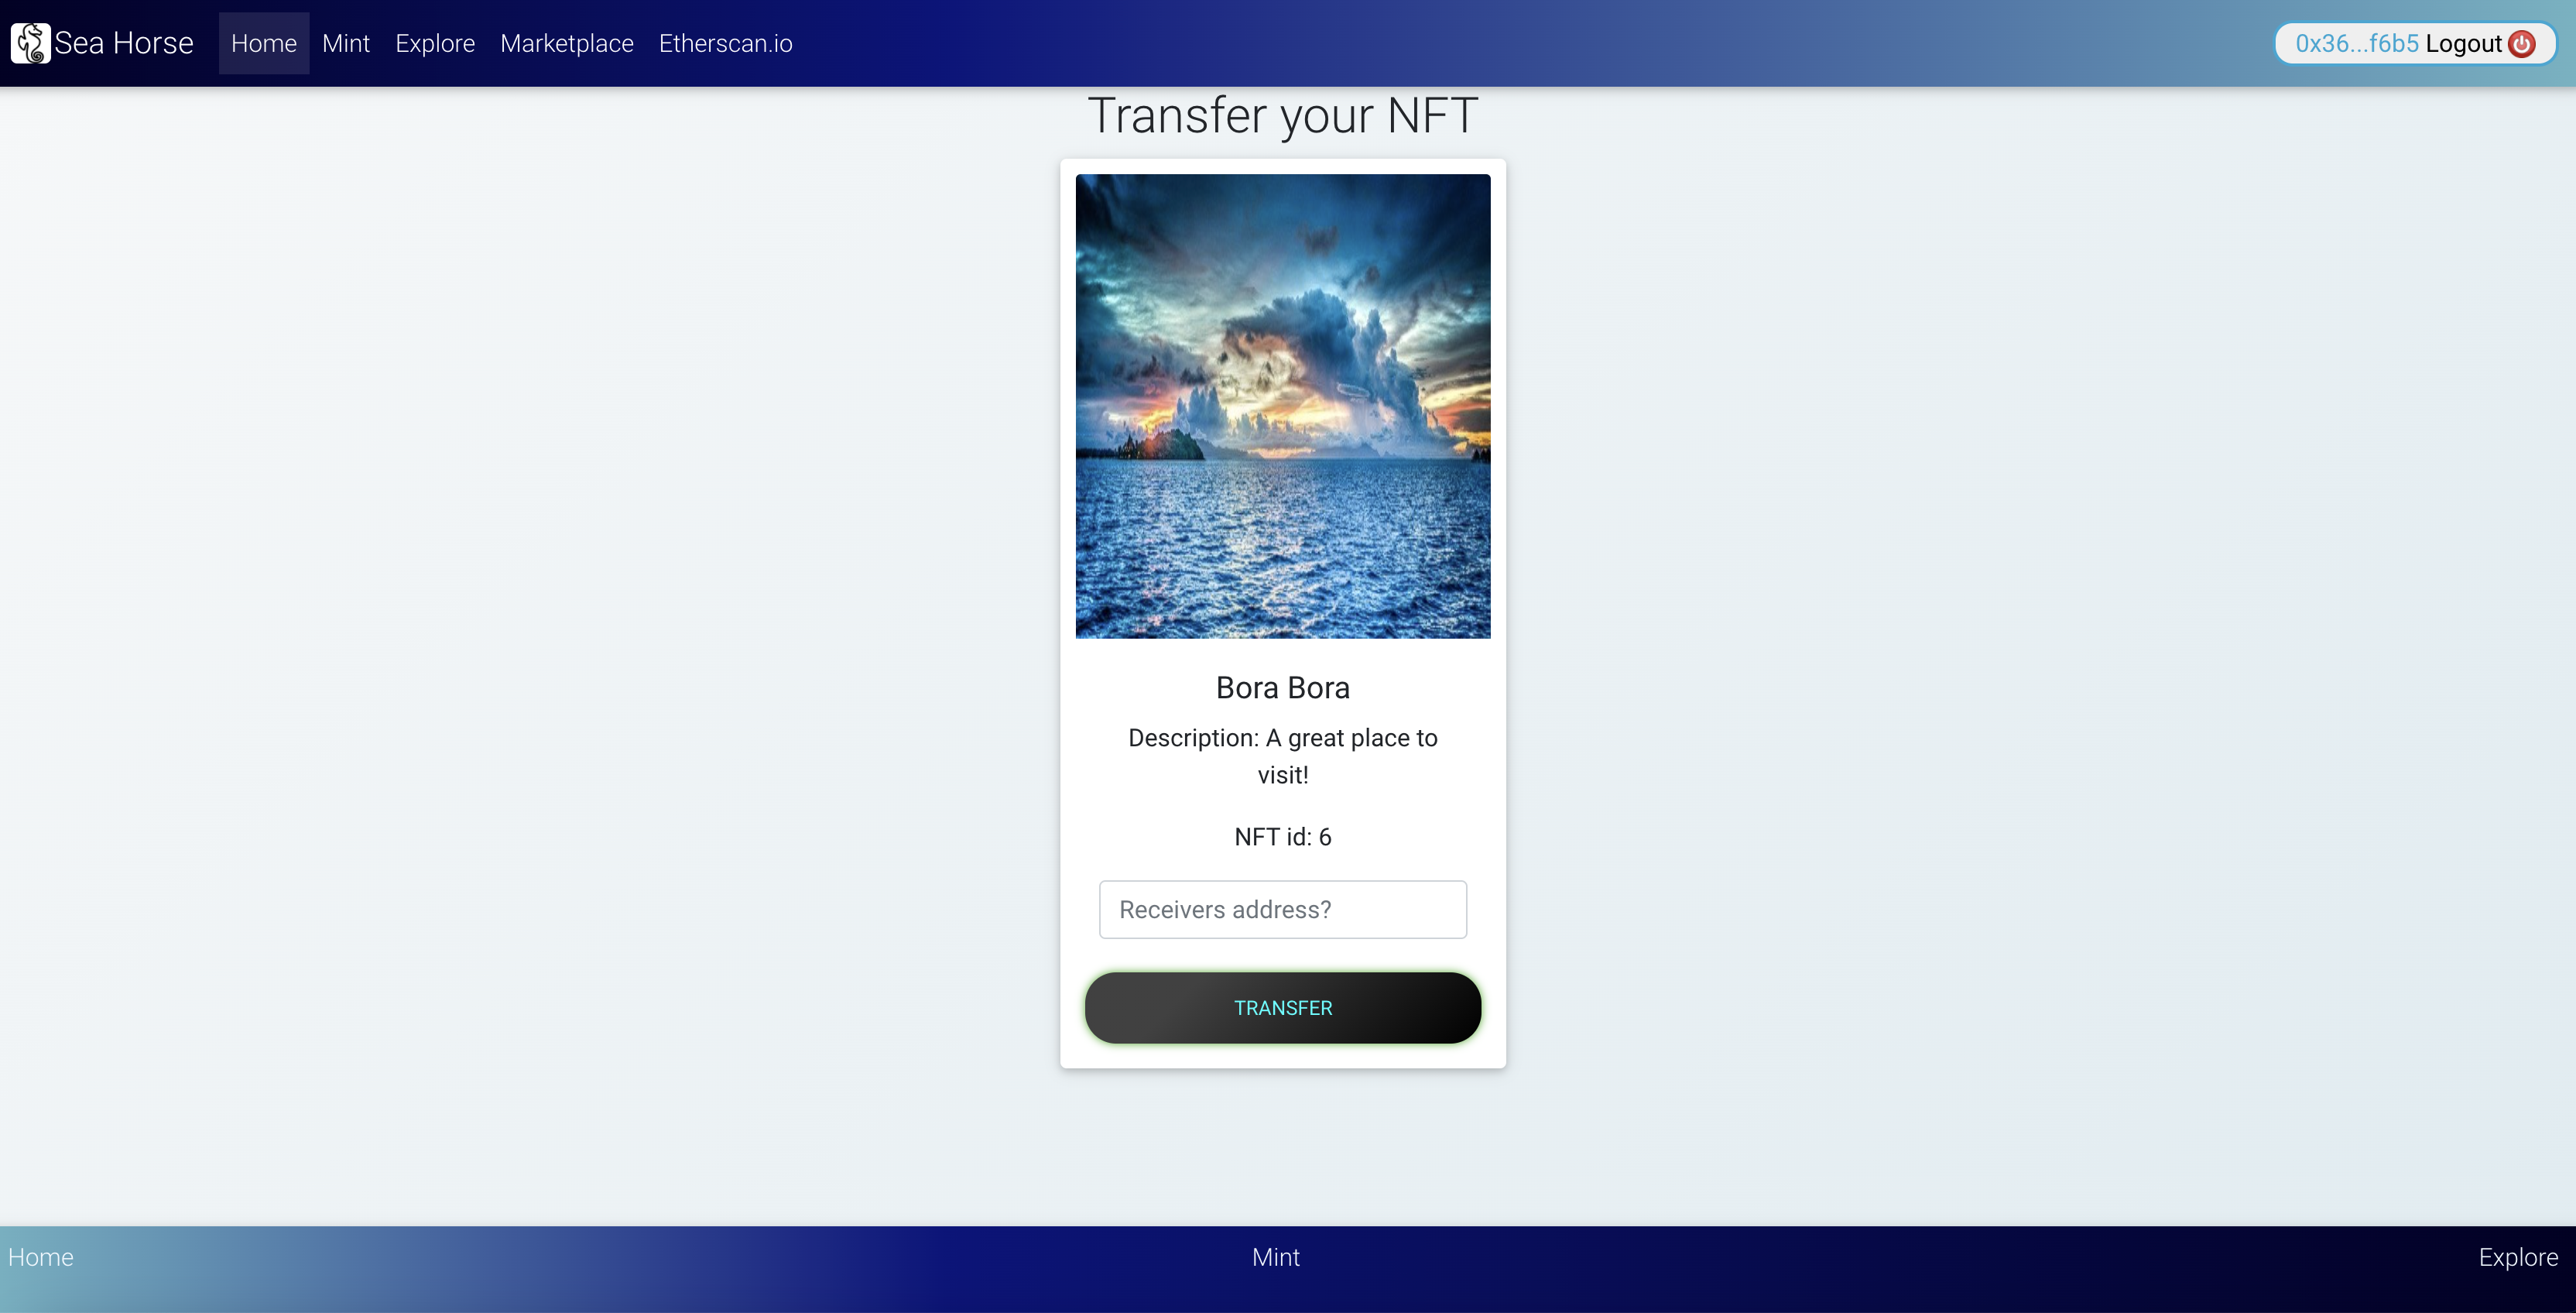 Sea Horse
Home
Mint
Explore
Marketplace
Etherscan.io
0x36...f6b5 Logout
Transfer your NFT
Bora Bora
Description: A great place to
visit!
NFT id: 6
Receivers address?
TRANSFER
Home
Mint
Explore